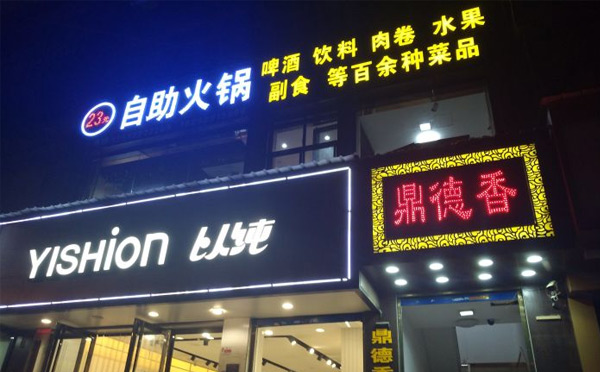 23元 自助火锅
啤酒 饮料 肉卷 水果
副食 等百余种菜品
YISHION 以纯
鼎德香
鼎德香